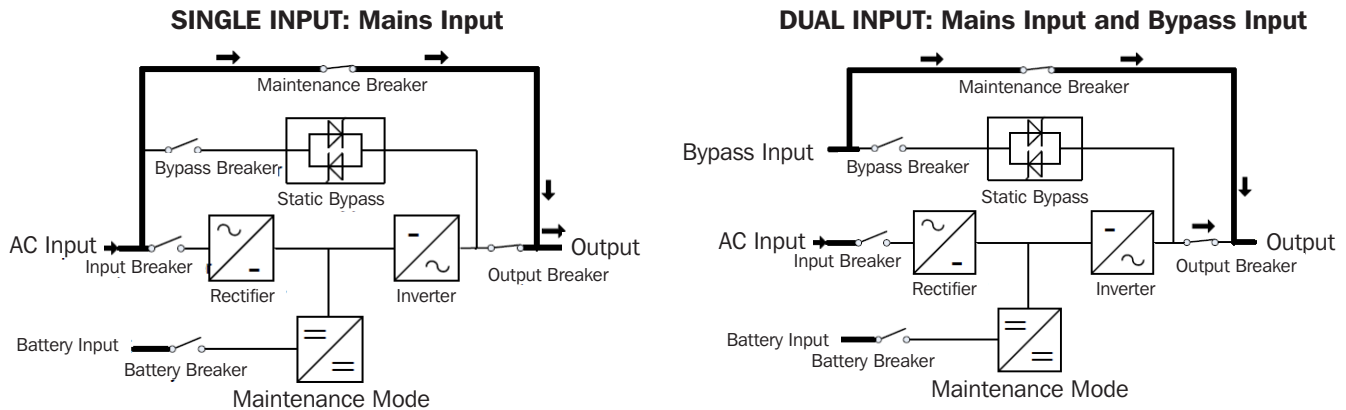 SINGLE INPUT: Mains Input
Maintenance Breaker
Bypass Breaker
Static Bypass
AC Input
Output
Input Breaker
Output Breaker
Rectifier
Inverter
Battery Input
Battery Breaker
Maintenance Mode
DUAL INPUT: Mains Input and Bypass Input
Maintenance Breaker
Bypass Input
Bypass Breaker
Static Bypass
AC Input
Output
Input Breaker
Output Breaker
Rectifier
Inverter
Battery Input
Battery Breaker
Maintenance Mode